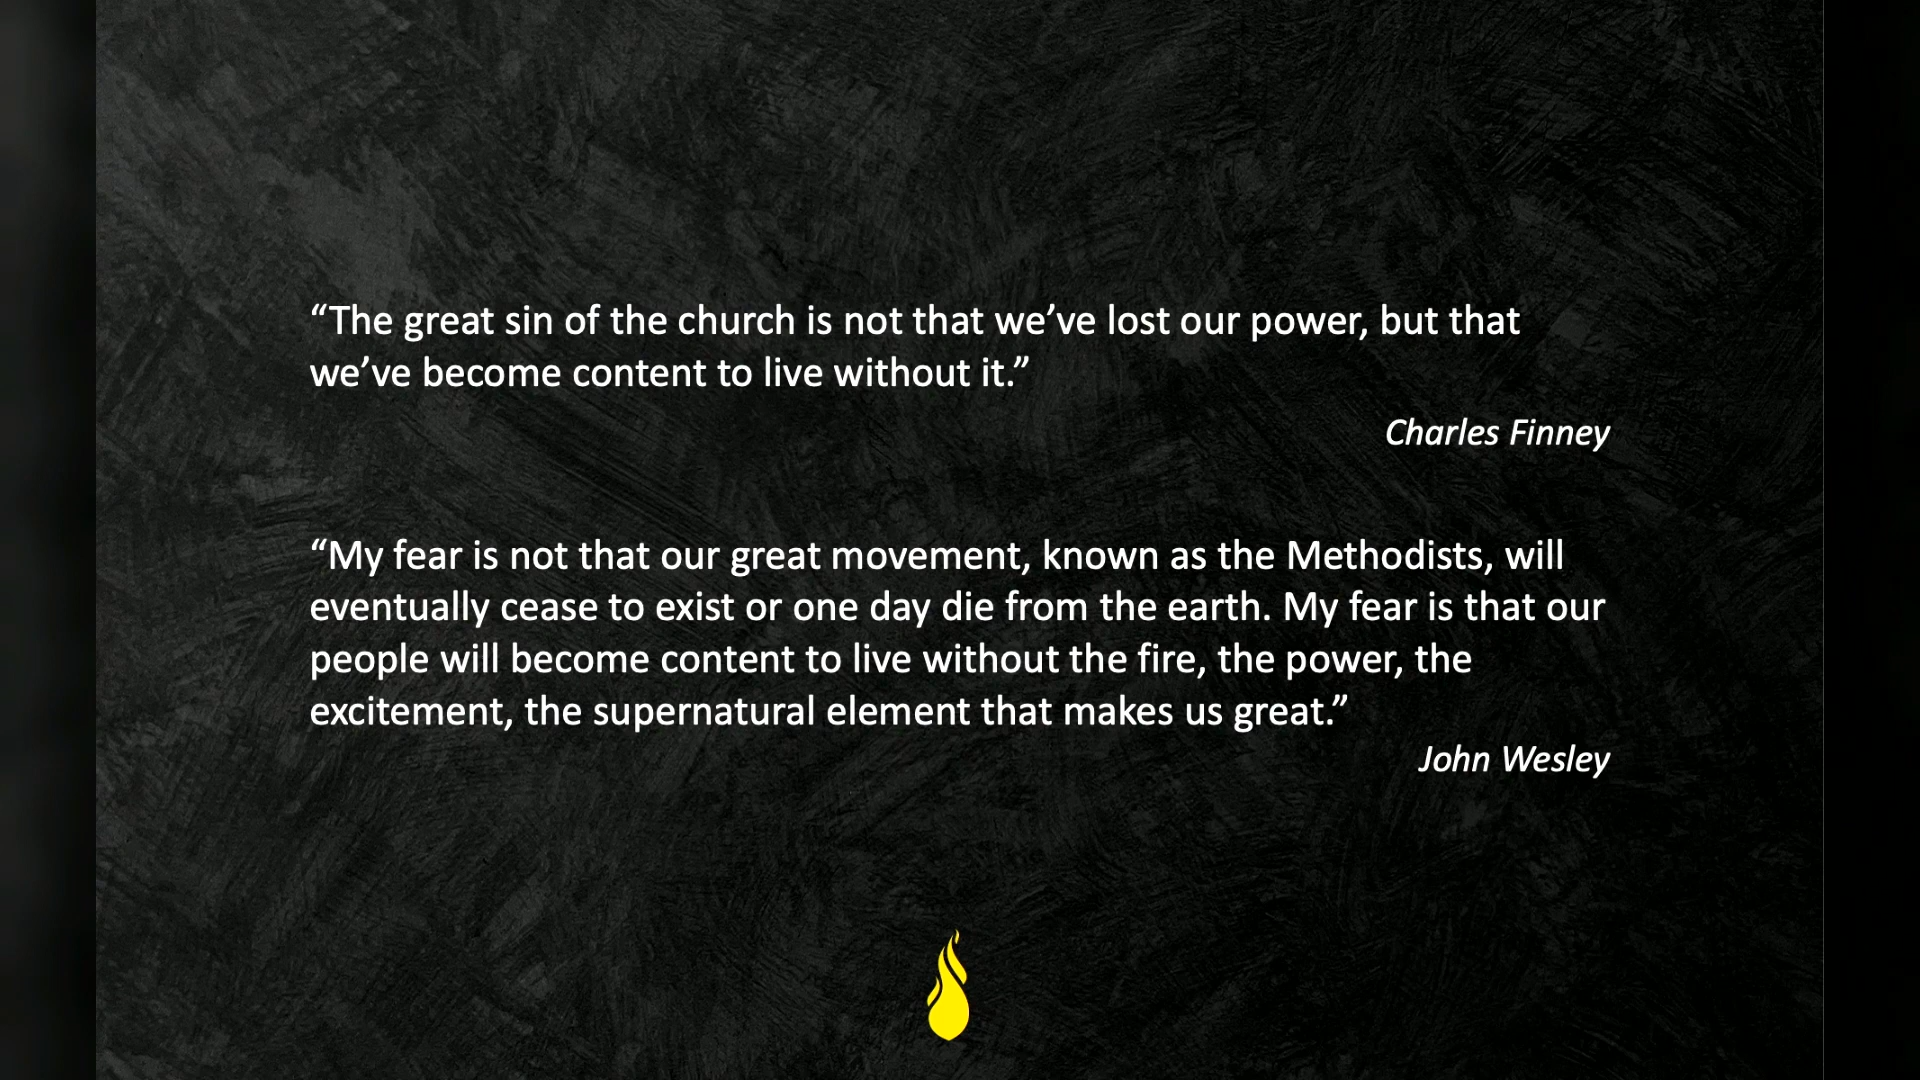 “The great sin of the church is not that we’ve lost our power, but that
we’ve become content to live without it.”
Charles Finney
“My fear is not that our great movement, known as the Methodists, will
eventually cease to exist or one day die from the earth. My fear is that our
people will become content to live without the fire, the power, the
excitement, the supernatural element that makes us great.”
John Wesley